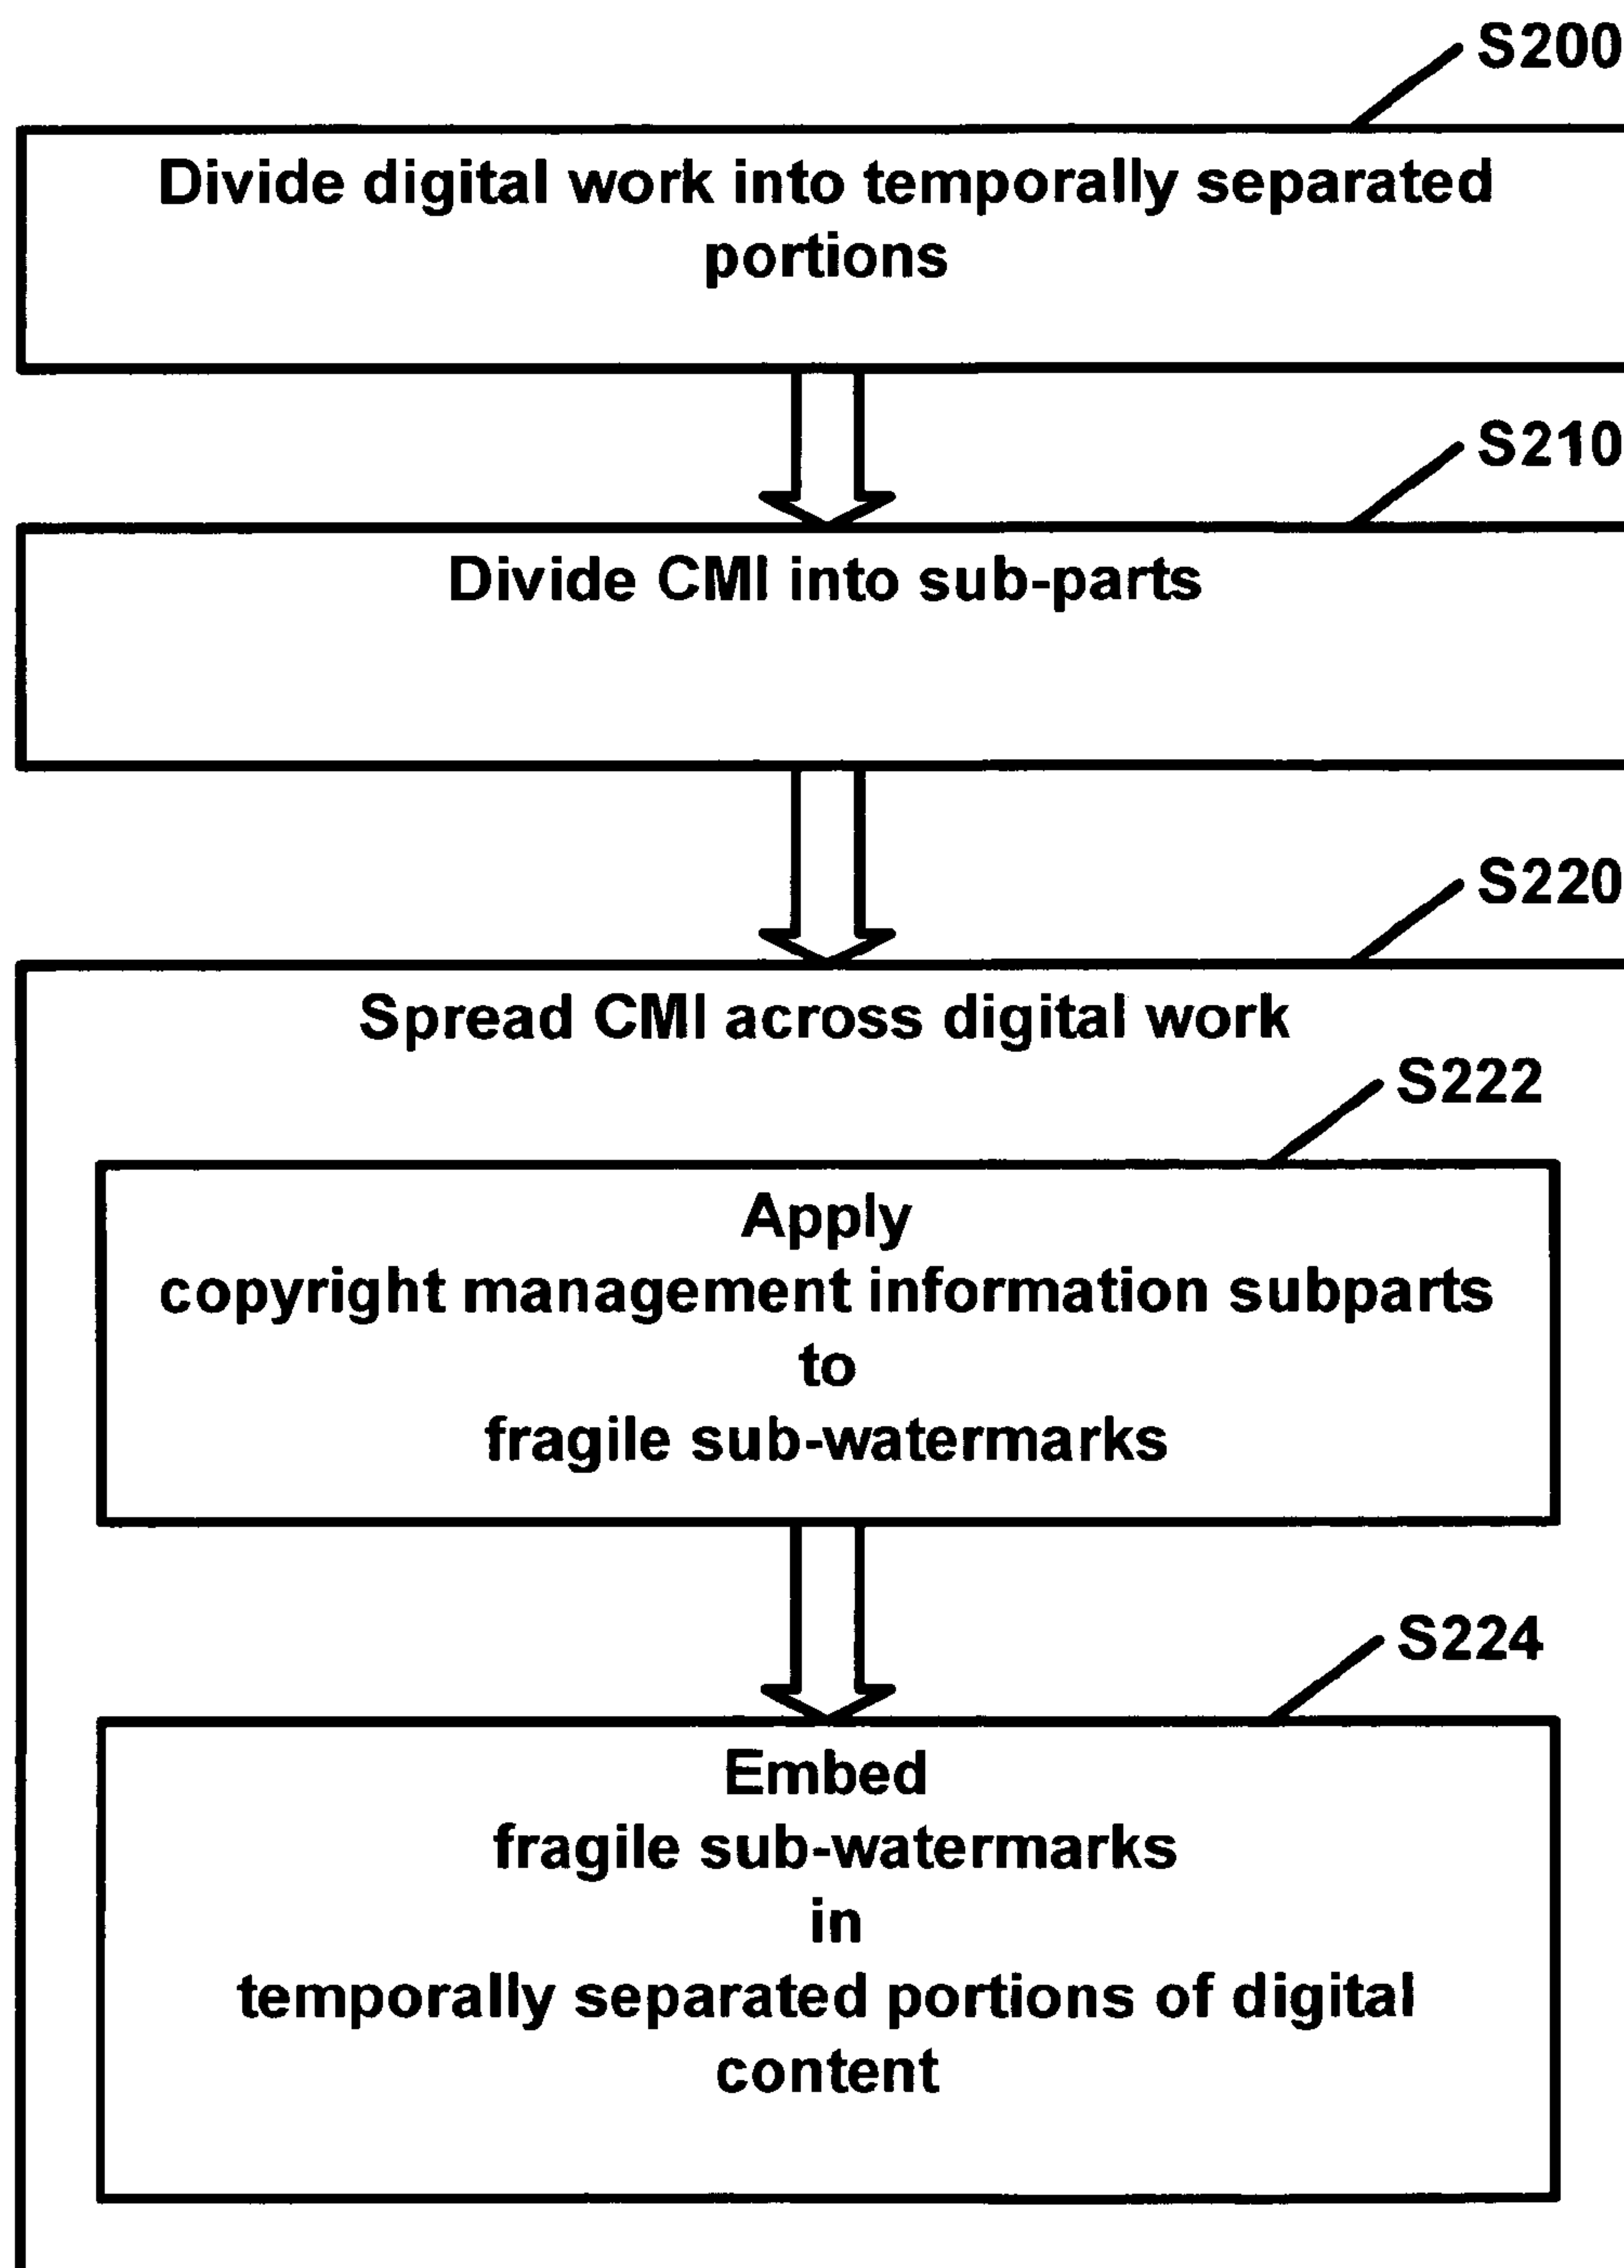 S200
Divide digital work into temporally separated
portions
S210
Divide CMI into sub-parts
S220
Spread CMI across digital work
S222
Apply
copyright management information subparts
to
fragile sub-watermarks
S224
Embed
fragile sub-watermarks
in
temporally separated portions of digital
content